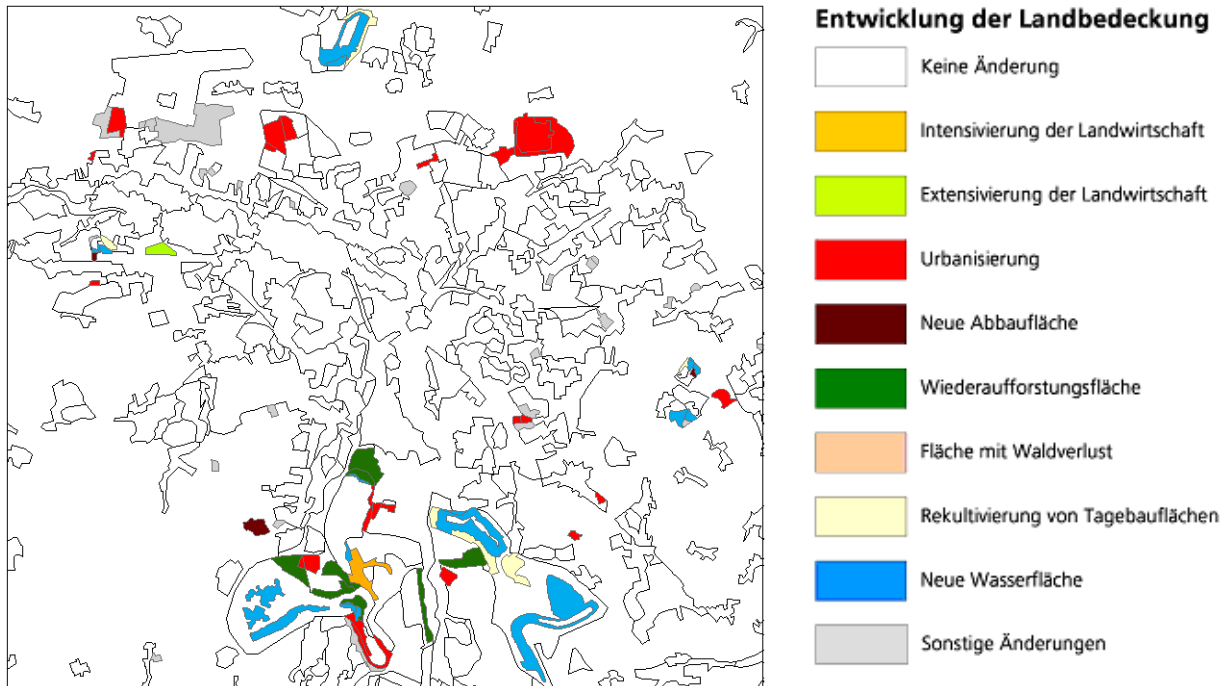 Entwicklung der Landbedeckung
Keine Änderung
Intensivierung der Landwirtschaft
Extensivierung der Landwirtschaft
Urbanisierung
Neue Abbaufläche
Wiederaufforstungsfläche
Fläche mit Waldverlust
Rekultivierung von Tagebauflächen
Neue Wasserfläche
Sonstige Änderungen